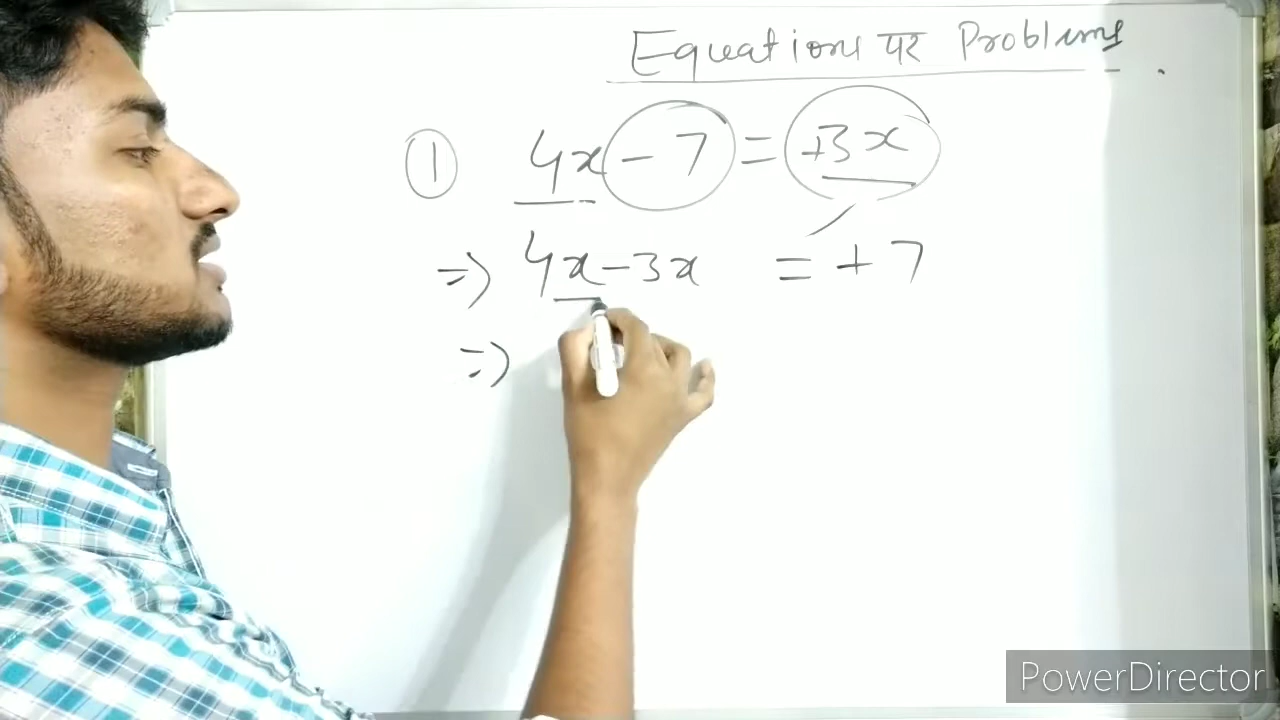 Equations पर Problems
① 4x - 7 = +3x
=> 4x - 3x = + 7
=>
PowerDirector